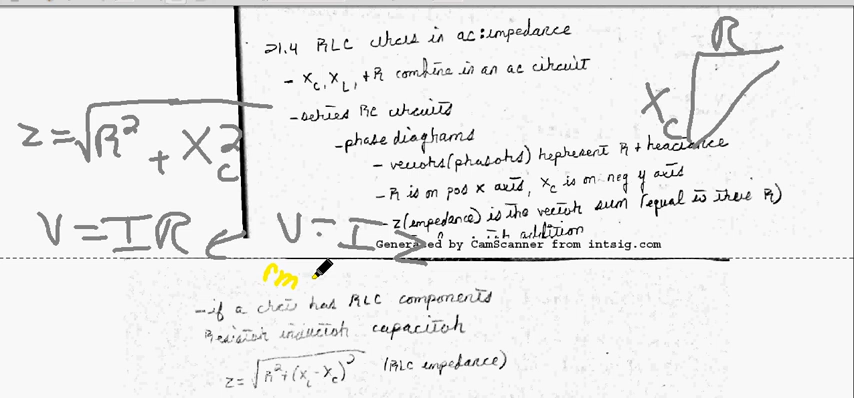 21.4 RLC circs in ac: impedance
- Xc, XL, + R combine in an ac circuit
- series RC circuits
- phase diagrams
- vectors (phasors) represent R + reactance
- R is on pos x axis, Xc is on neg y axis
- z (impedance) is the vector sum (equal to their R)
addition
Generated by CamScanner from intsig.com
R
Xc
z = √R² + Xc²
V = IR
V = IZ
rm
- if a circ has RLC components
Resistor inductor capacitor
z = √R² + (XL - Xc)² (RLC impedance)